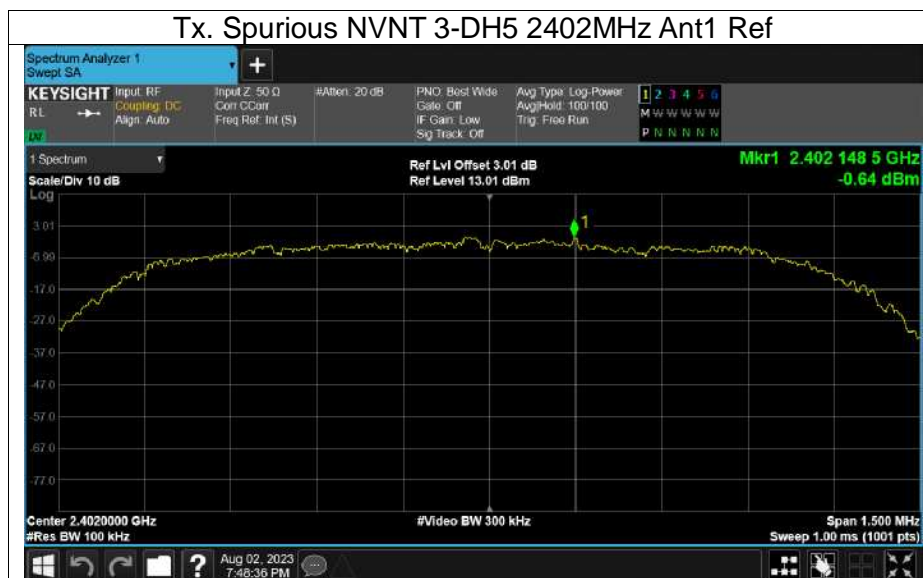 Tx. Spurious NVNT 3-DH5 2402MHz Ant1 Ref
Spectrum Analyzer 1
Swept SA
+
KEYSIGHT
RL
Input: RF
Coupling: DC
Align: Auto
Input Z: 50 Ω
Corr CCorr
Freq Ref: Int (S)
#Atten: 20 dB
PNO: Best Wide
Gate: Off
IF Gain: Low
Sig Track: Off
Avg Type: Log-Power
Avg|Hold: 100/100
Trig: Free Run
1 2 3 4 5 6
M W W W W W
P N N N N N
1 Spectrum
Scale/Div 10 dB
Log
Ref Lvl Offset 3.01 dB
Ref Level 13.01 dBm
Mkr1 2.402 148 5 GHz
-0.64 dBm
1
3.01
-6.99
-17.0
-27.0
-37.0
-47.0
-57.0
-67.0
-77.0
Center 2.4020000 GHz
#Res BW 100 kHz
#Video BW 300 kHz
Span 1.500 MHz
Sweep 1.00 ms (1001 pts)
?
Aug 02, 2023
7:48:36 PM